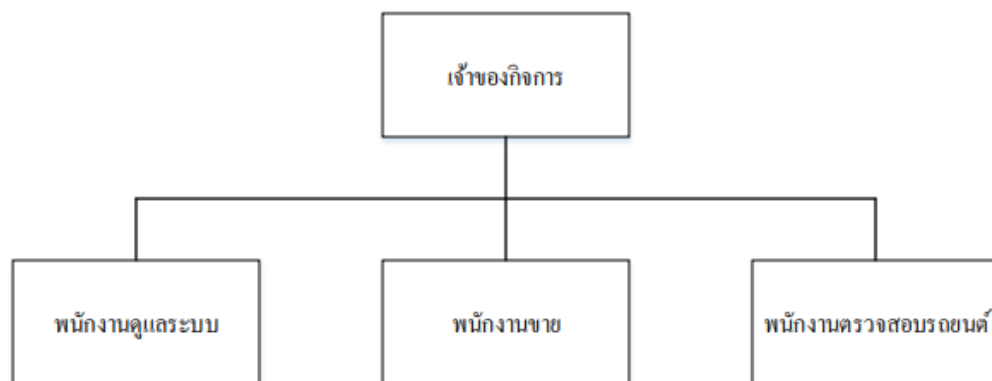 เจ้าของกิจการ
พนักงานดูแลระบบ
พนักงานขาย
พนักงานตรวจสอบรถยนต์